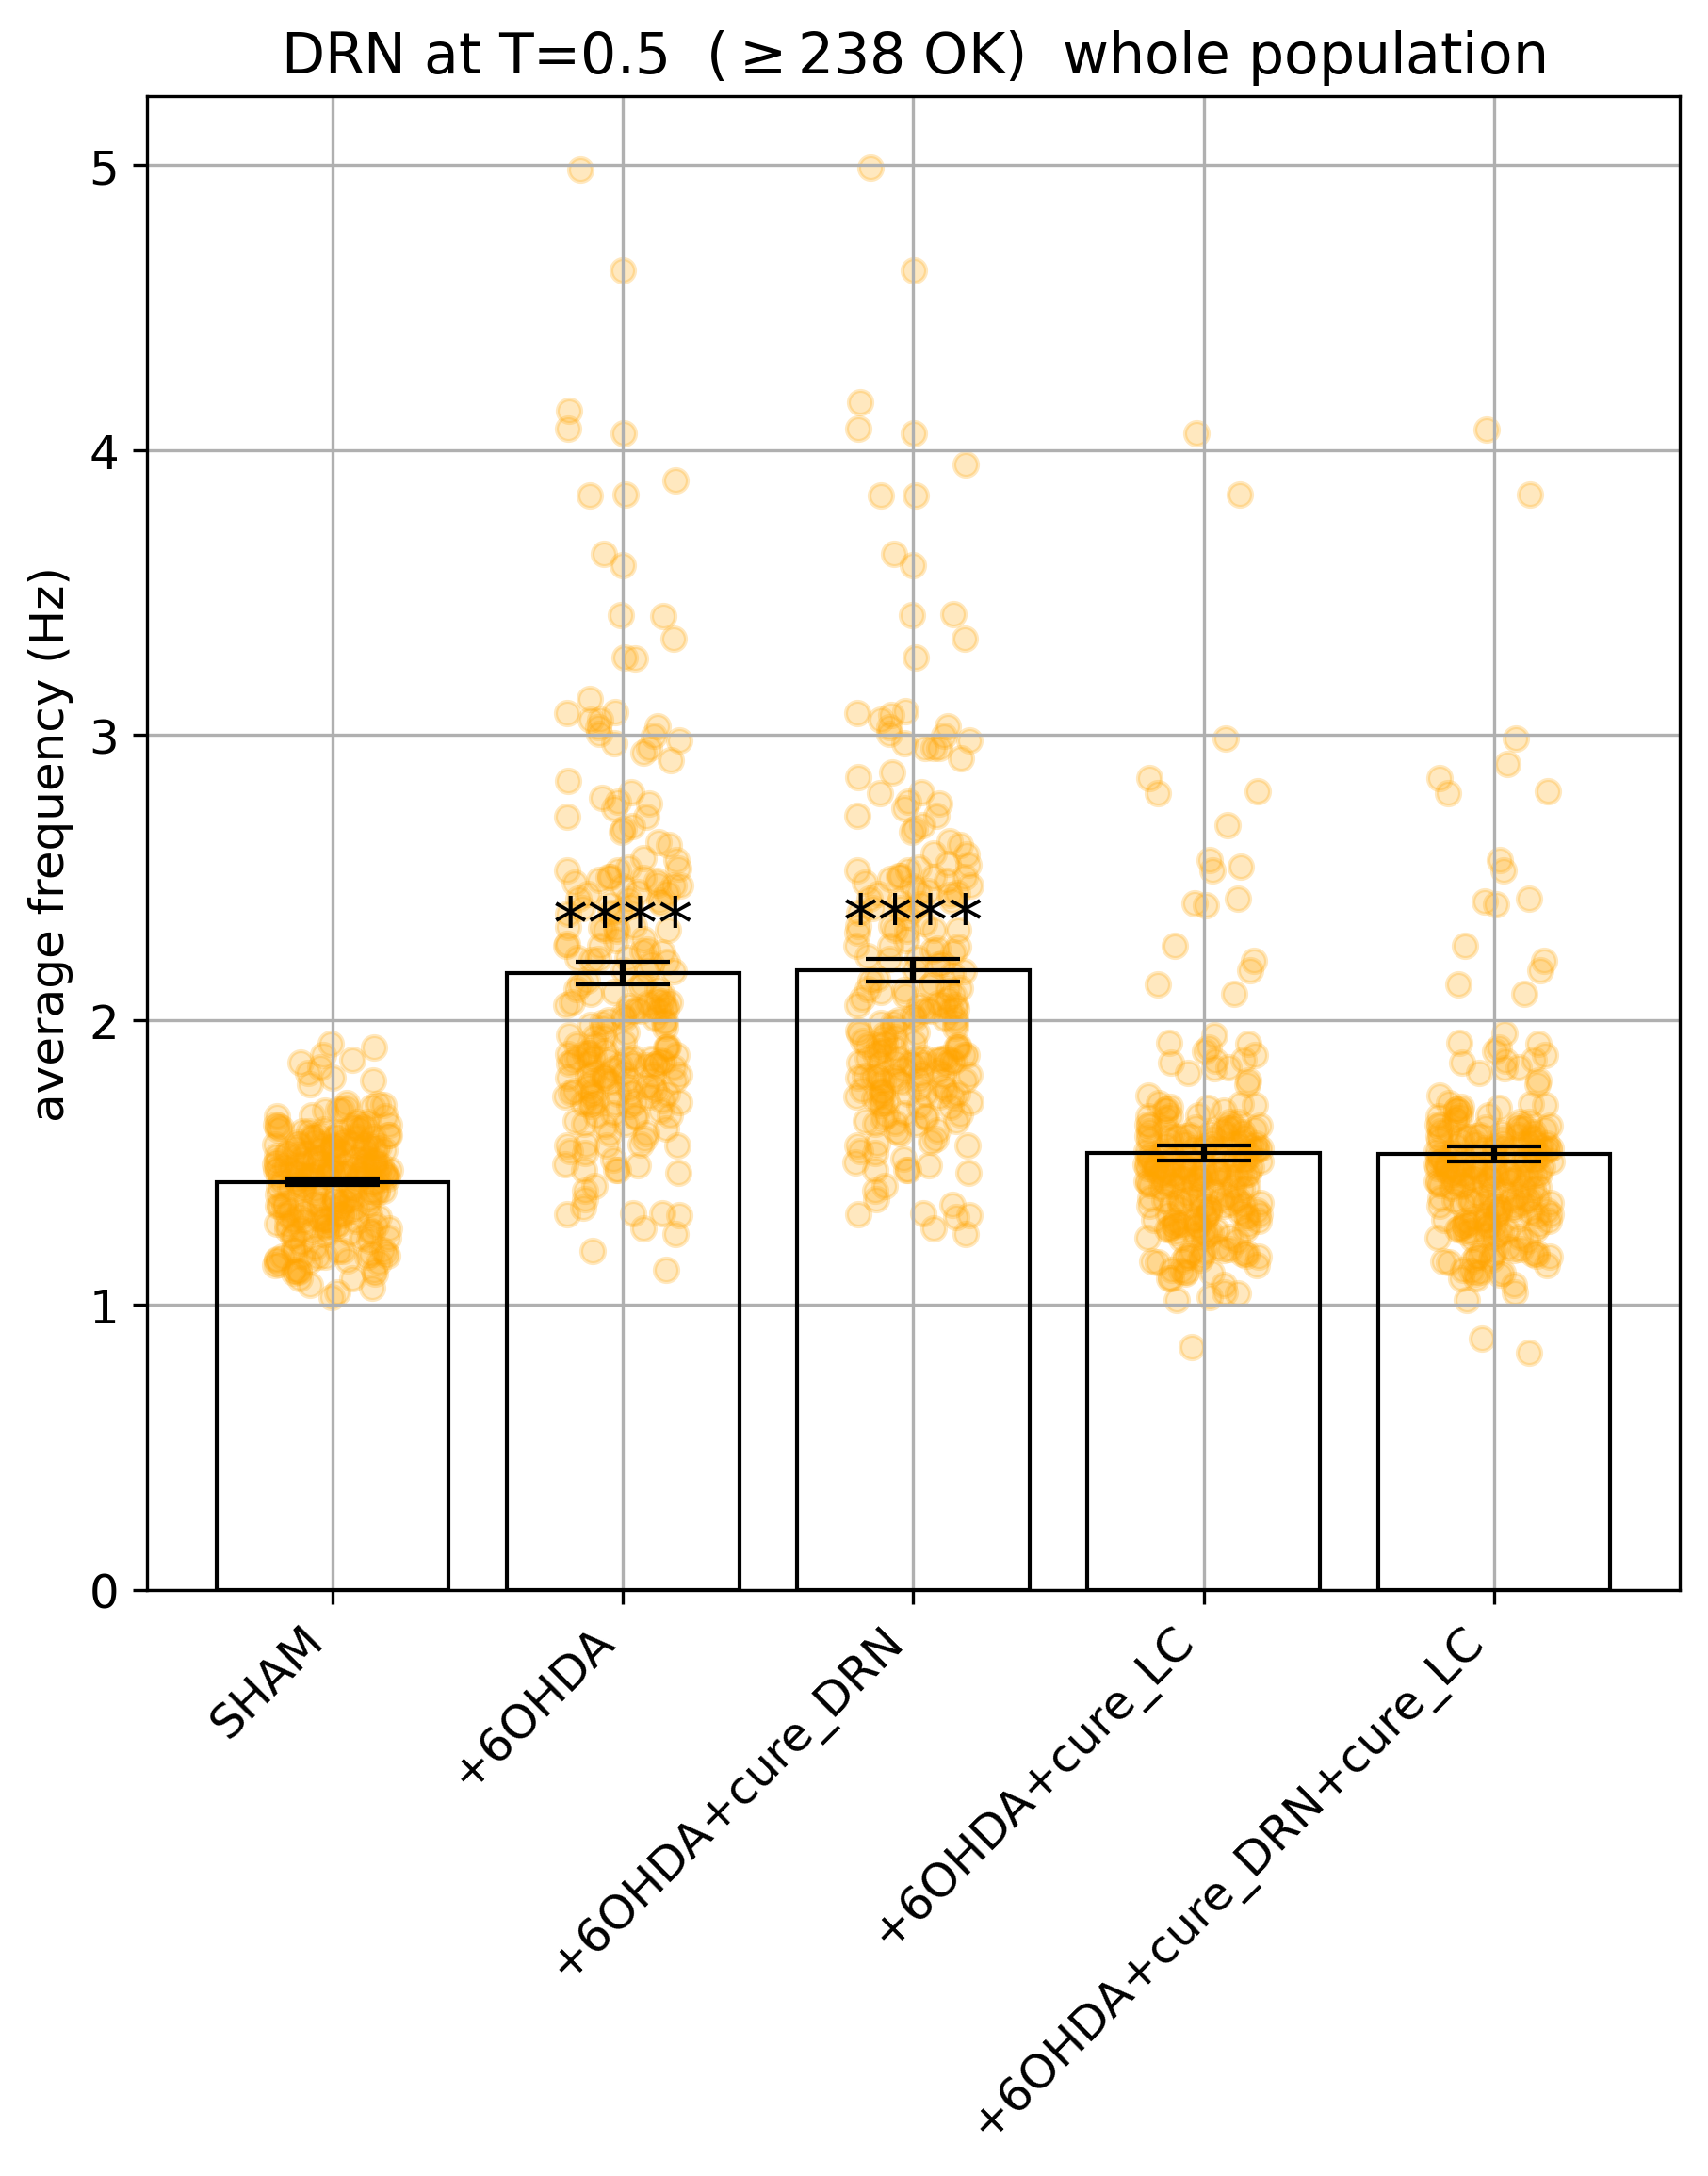 DRN at T=0.5 (≥238 OK) whole population
average frequency (Hz)
5
4
3
2
1
0
****
****
SHAM
+6OHDA
+6OHDA+cure_DRN
+6OHDA+cure_LC
+6OHDA+cure_DRN+cure_LC